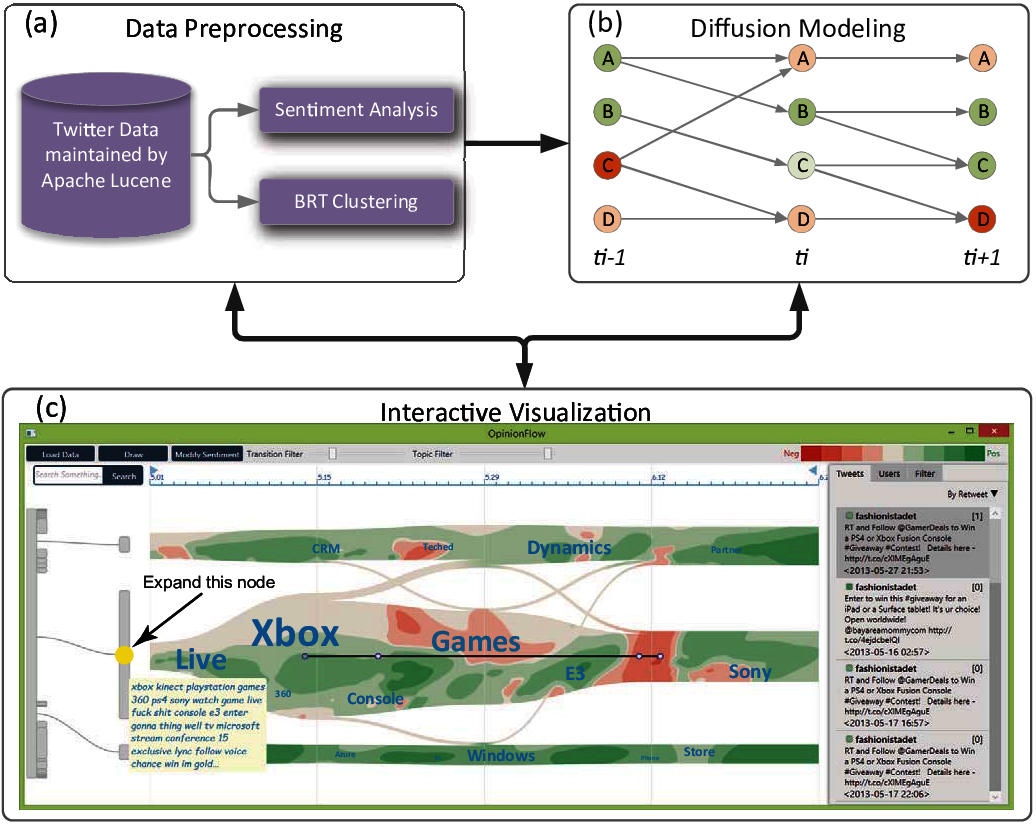 (a) Data Preprocessing
Twitter Data
maintained by
Apache Lucene
Sentiment Analysis
BRT Clustering
(b) Diffusion Modeling
A A A
B B B
C C C
D D D
ti-1 ti ti+1
(c) Interactive Visualization
OpinionFlow
Load Data Draw Modify Sentiment Transition Filter Topic Filter Neg Pos
Search Something. Search
5.01 5.15 5.29 6.12 6.2
Expand this node
CRM Teched Dynamics Partner
Xbox Games
Live 360 Console E3 Sony
xbox kinect playstation games
360 ps4 sony watch game live
fuck shit console e3 enter
gonna thing well tv microsoft
stream conference 15
exclusive lync follow voice
chance win im gold...
Azure Windows Phone Store
Tweets Users Filter
By Retweet ▼
fashionistadet [1]
RT and Follow @GamerDeals to Win
a PS4 or Xbox Fusion Console
#Giveaway #Contest! Details here -
http://t.co/cXlMEgAguE
<2013-05-27 21:53>
fashionistadet [0]
Enter to win this #giveaway for an
iPad or a Surface tablet! It's ur choice!
Open worldwide!
@bayareamommy http://
t.co/4ejdcbelQl
<2013-05-16 02:57>
fashionistadet [0]
RT and Follow @GamerDeals to Win
a PS4 or Xbox Fusion Console
#Giveaway #Contest! Details here -
http://t.co/cXlMEgAguE
<2013-05-17 16:57>
fashionistadet [0]
RT and Follow @GamerDeals to Win
a PS4 or Xbox Fusion Console
#Giveaway #Contest! Details here -
http://t.co/cXlMEgAguE
<2013-05-17 22:06>